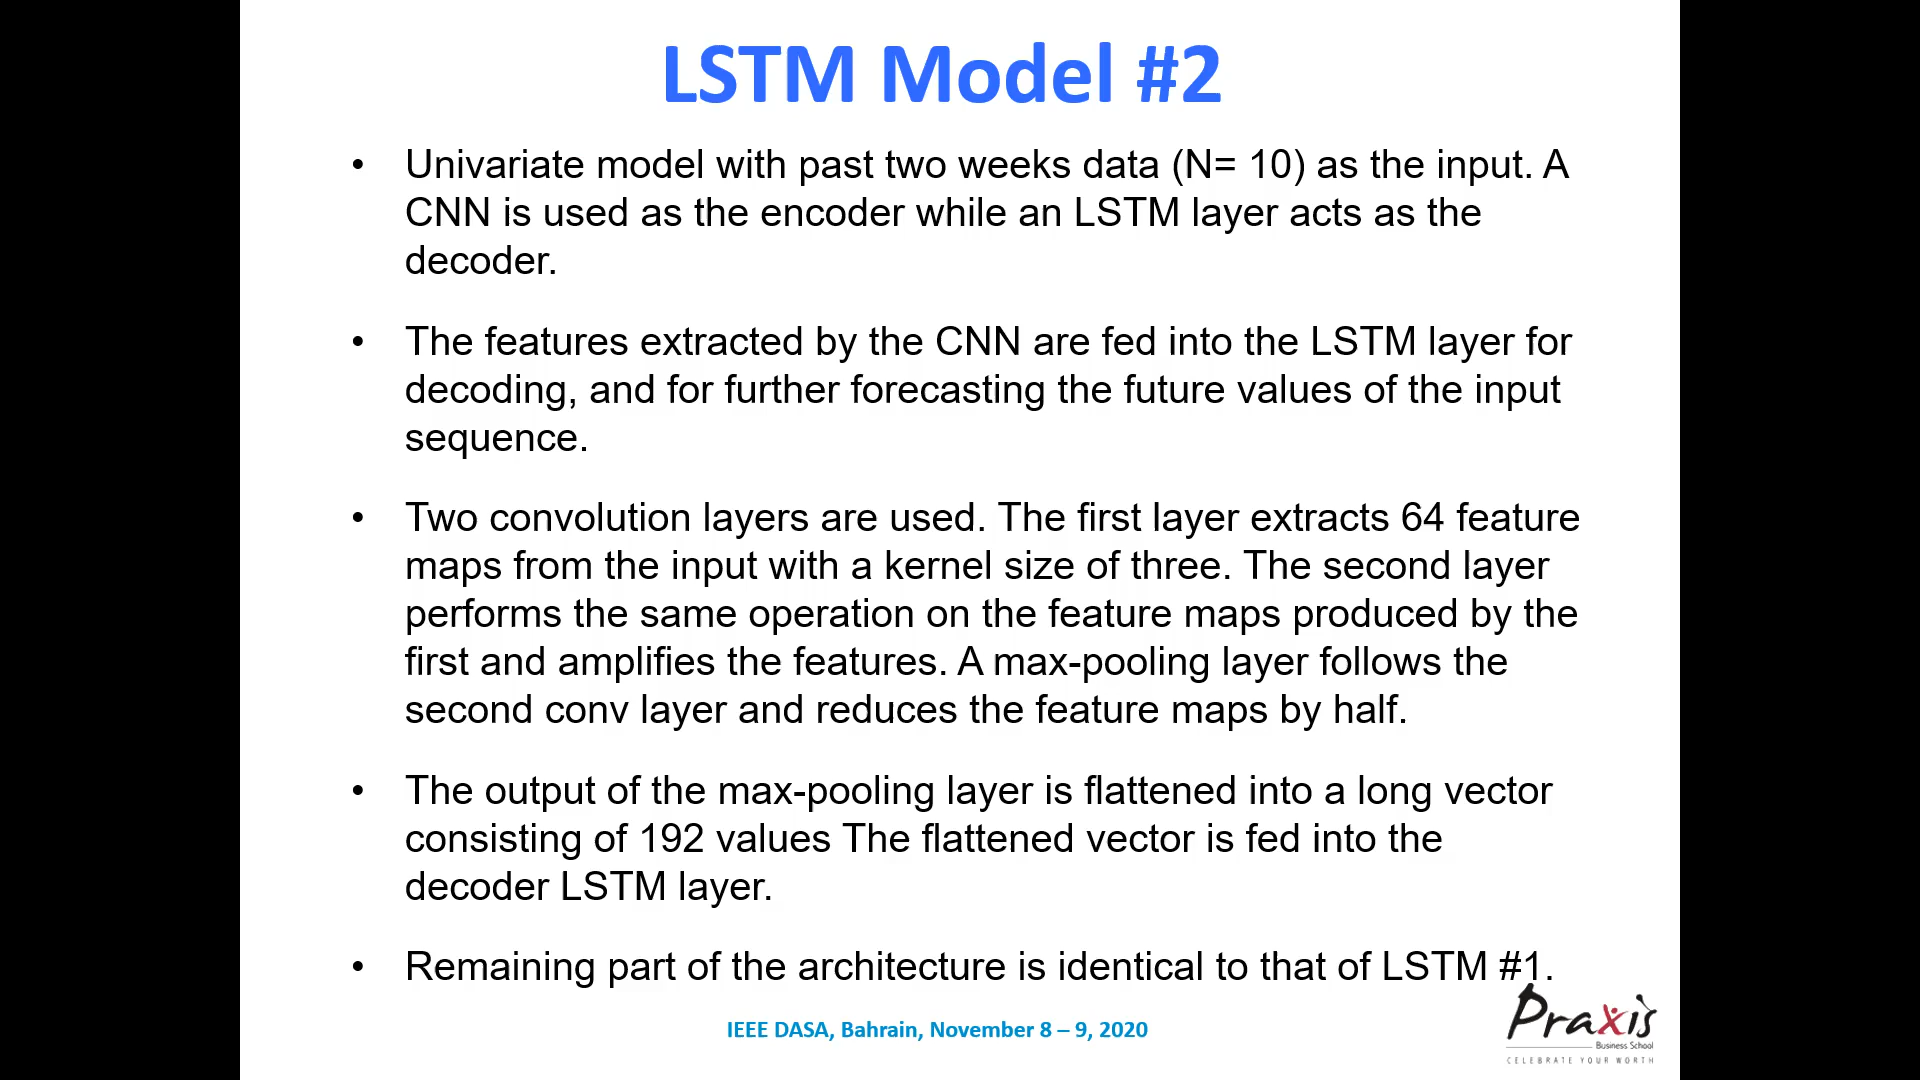 LSTM Model #2
• Univariate model with past two weeks data (N= 10) as the input. A
CNN is used as the encoder while an LSTM layer acts as the
decoder.
• The features extracted by the CNN are fed into the LSTM layer for
decoding, and for further forecasting the future values of the input
sequence.
• Two convolution layers are used. The first layer extracts 64 feature
maps from the input with a kernel size of three. The second layer
performs the same operation on the feature maps produced by the
first and amplifies the features. A max-pooling layer follows the
second conv layer and reduces the feature maps by half.
• The output of the max-pooling layer is flattened into a long vector
consisting of 192 values The flattened vector is fed into the
decoder LSTM layer.
• Remaining part of the architecture is identical to that of LSTM #1.
IEEE DASA, Bahrain, November 8 – 9, 2020
Praxis
Business School
CELEBRATE YOUR WORTH